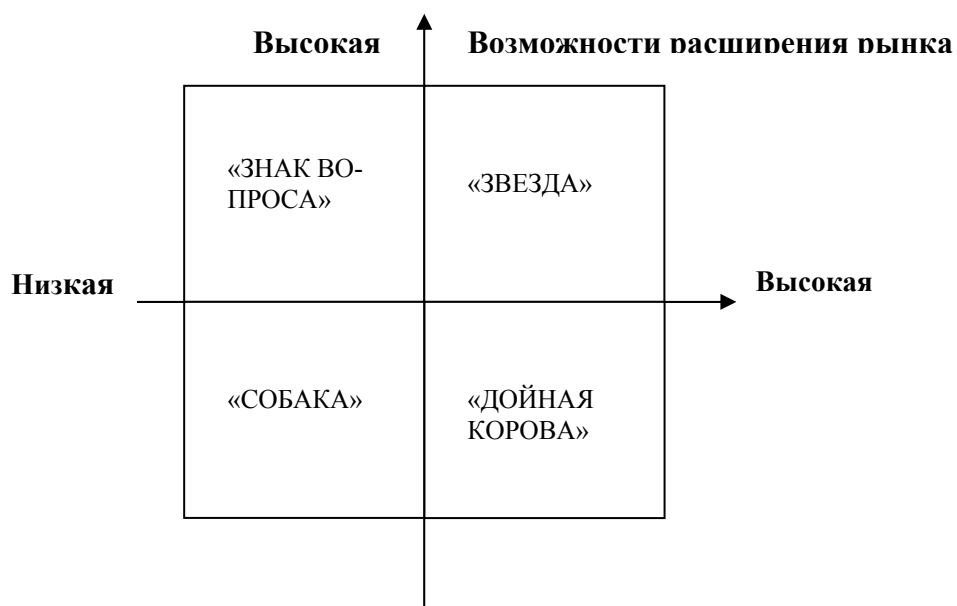 Высокая
Возможности расширения рынка
«ЗНАК ВО-
ПРОСА»
«ЗВЕЗДА»
Низкая
Высокая
«СОБАКА»
«ДОЙНАЯ
КОРОВА»